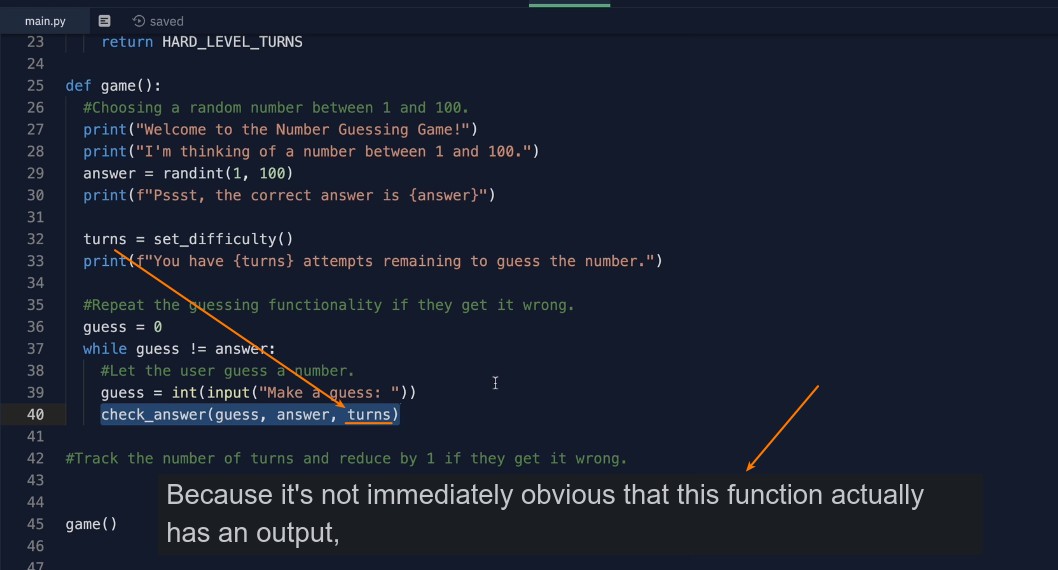 main.py saved
23 return HARD_LEVEL_TURNS
24
25 def game():
26 #Choosing a random number between 1 and 100.
27 print("Welcome to the Number Guessing Game!")
28 print("I'm thinking of a number between 1 and 100.")
29 answer = randint(1, 100)
30 print(f"Pssst, the correct answer is {answer}")
31
32 turns = set_difficulty()
33 print(f"You have {turns} attempts remaining to guess the number.")
34
35 #Repeat the guessing functionality if they get it wrong.
36 guess = 0
37 while guess != answer:
38 #Let the user guess a number.
39 guess = int(input("Make a guess: "))
40 check_answer(guess, answer, turns)
41
42 #Track the number of turns and reduce by 1 if they get it wrong.
43
44
45 game()
46
47
Because it's not immediately obvious that this function actually
has an output,